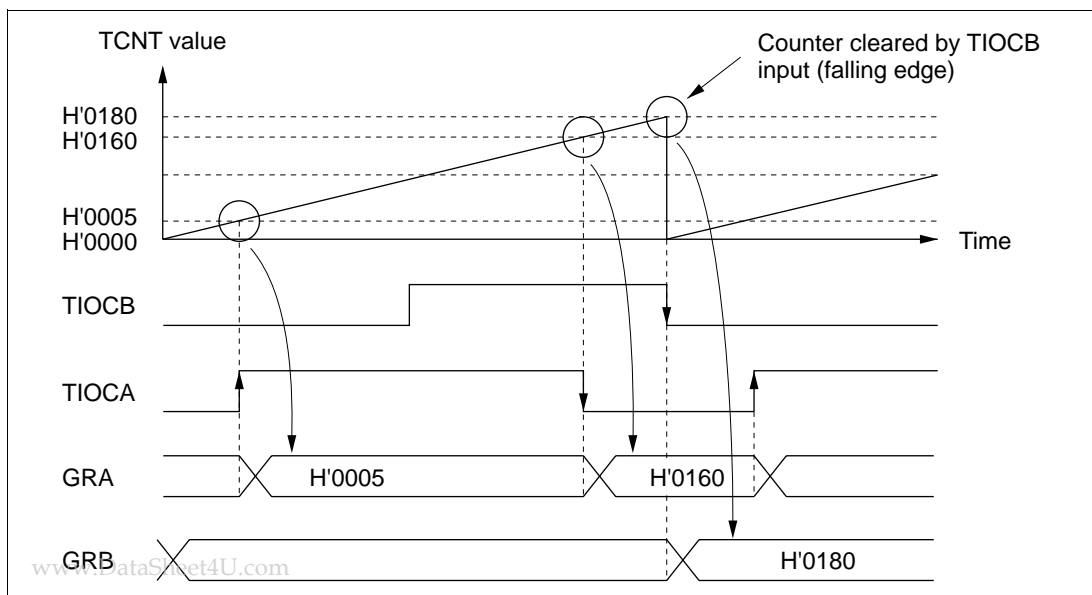 TCNT value
Counter cleared by TIOCB
input (falling edge)
H'0180
H'0160
H'0005
H'0000
Time
TIOCB
TIOCA
GRA
H'0005
H'0160
GRB
H'0180
www.DataSheet4U.com